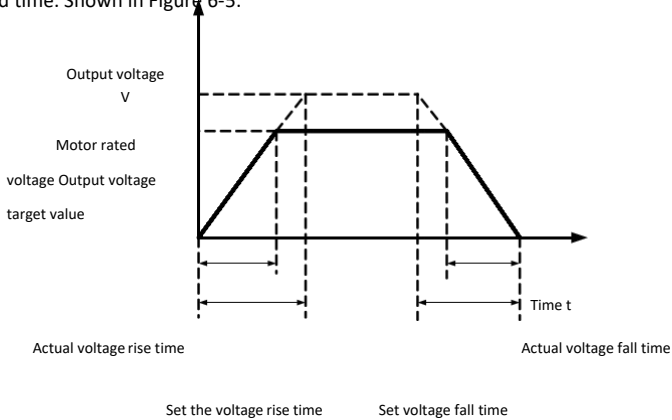 d time. Shown in Figure 6-5.
Output voltage
V
Motor rated
voltage Output voltage
target value
Time t
Actual voltage rise time
Actual voltage fall time
Set the voltage rise time
Set voltage fall time